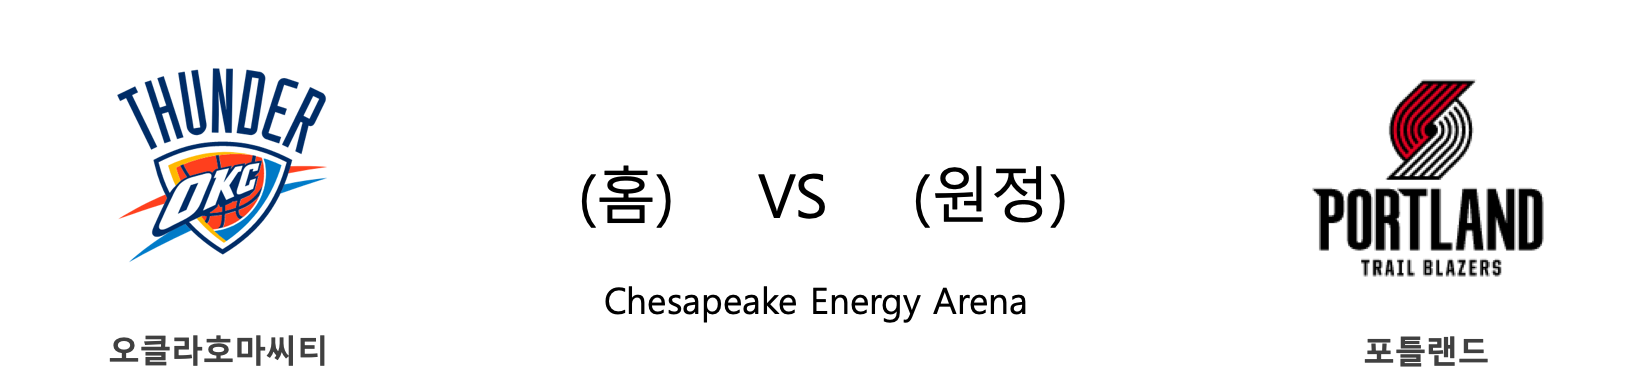 THUNDER
OKC
오클라호마씨티
(홈) VS (원정)
Chesapeake Energy Arena
PORTLAND
TRAIL BLAZERS
포틀랜드